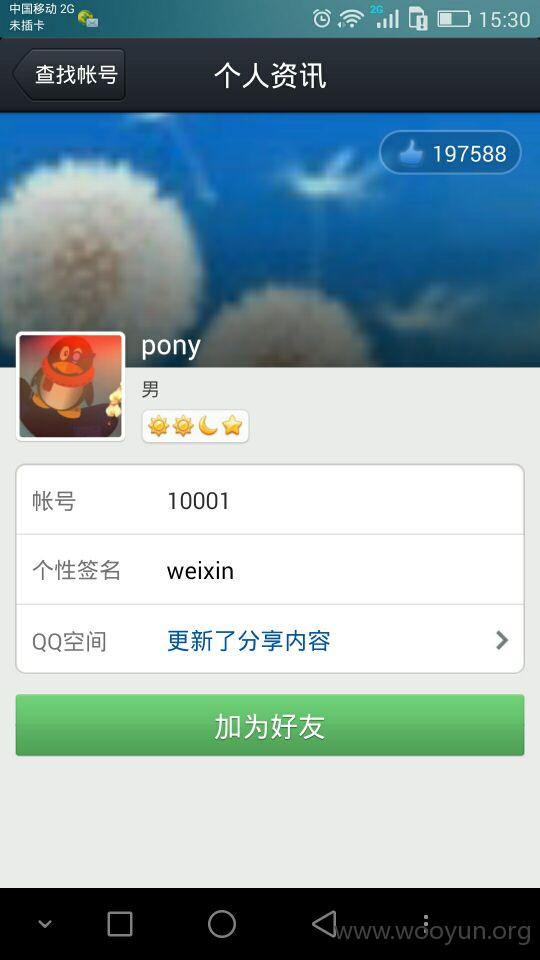 中国移动 2G
未插卡
2G
15:30
查找帐号
个人资讯
197588
pony
男
帐号 10001
个性签名 weixin
QQ空间 更新了分享内容
加为好友
www.wooyun.org